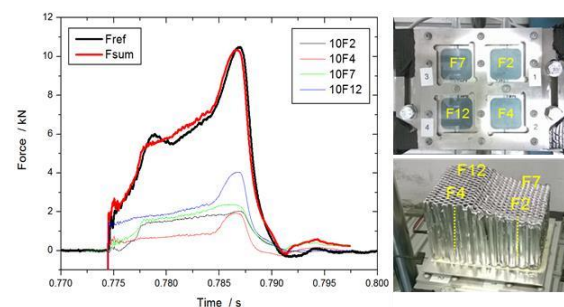 12
10
8
6
4
2
0
Force / kN
Fref
Fsum
10F2
10F4
10F7
10F12
0.770 0.775 0.780 0.785 0.790 0.795 0.800
Time / s
F7 F2
3 1
F12 F4
4 2
F12
F4
F7
F2